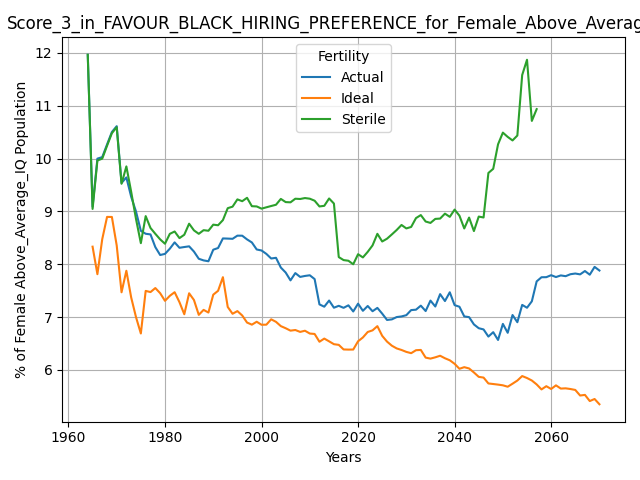 Score_3_in_FAVOUR_BLACK_HIRING_PREFERENCE_for_Female_Above_Averag
Fertility
Actual
Ideal
Sterile
% of Female Above_Average_IQ Population
12
11
10
9
8
7
6
1960
1980
2000
2020
2040
2060
Years